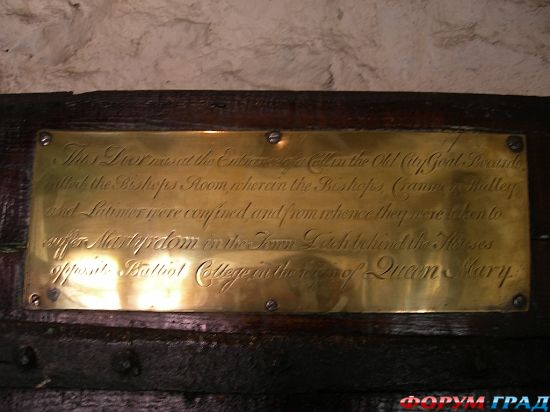 This Door was at the Entrance of a Cell in the Old City Goal Bocardo
called the Bishops Room, wherein the Bishops, Cranmer, Ridley
and Latimer were confined, and from whence they were taken to
suffer Martyrdom in the Town Ditch behind the Houses
opposite Balliol College in the reign of Queen Mary.
ФОРУМ ГРАД